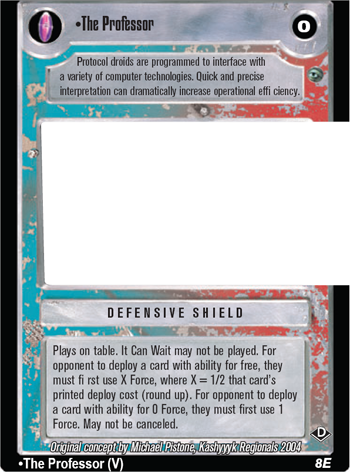 •The Professor
0
Protocol droids are programmed to interface with
a variety of computer technologies. Quick and precise
interpretation can dramatically increase operational effi ciency.
DEFENSIVE SHIELD
Plays on table. It Can Wait may not be played. For
opponent to deploy a card with ability for free, they
must fi rst use X Force, where X = 1/2 that card's
printed deploy cost (round up). For opponent to deploy
a card with ability for 0 Force, they must first use 1
Force. May not be canceled.
D
Original concept by Michael Pistone, Kashyyyk Regionals 2004
•The Professor (V)
8E